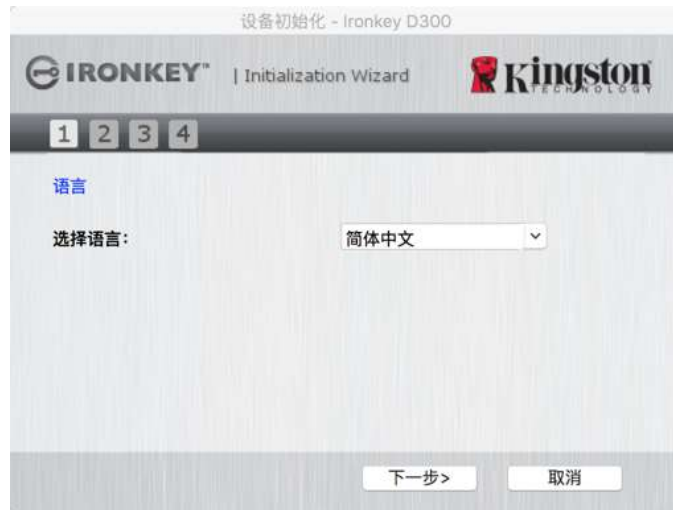 设备初始化 - Ironkey D300
IRONKEY™ | Initialization Wizard Kingston
TECHNOLOGY
1 2 3 4
语言
选择语言： 简体中文
下一步> 取消